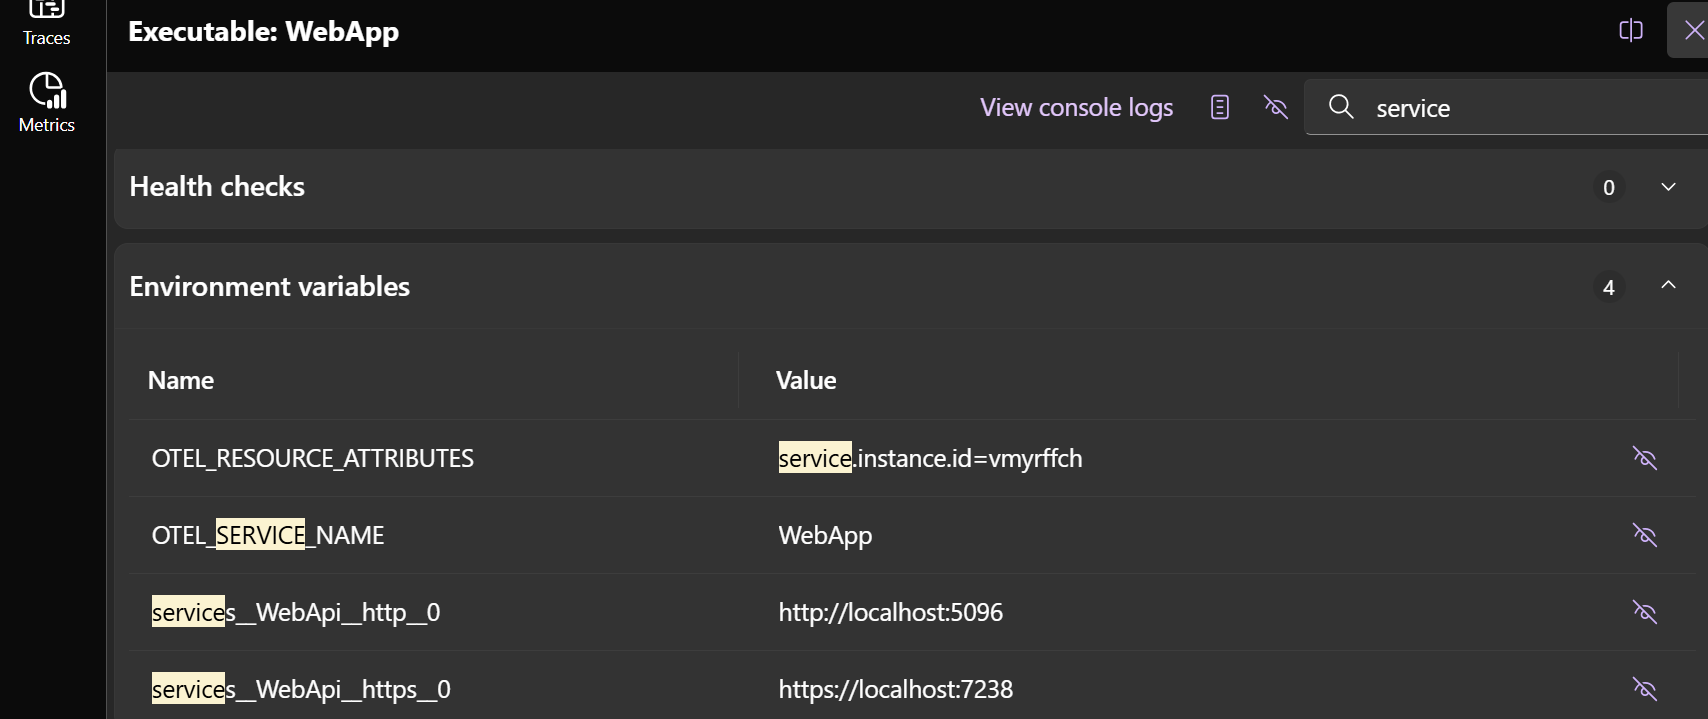 Traces
Metrics
Executable: WebApp
View console logs
service
Health checks
0
Environment variables
4
Name Value
OTEL_RESOURCE_ATTRIBUTES service.instance.id=vmyrffch
OTEL_SERVICE_NAME WebApp
services__WebApi__http__0 http://localhost:5096
services__WebApi__https__0 https://localhost:7238